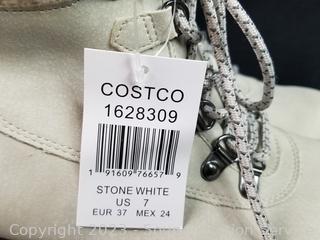 COSTCO
1628309
1 91609 76657 9
STONE WHITE
US 7
EUR 37 MEX 24